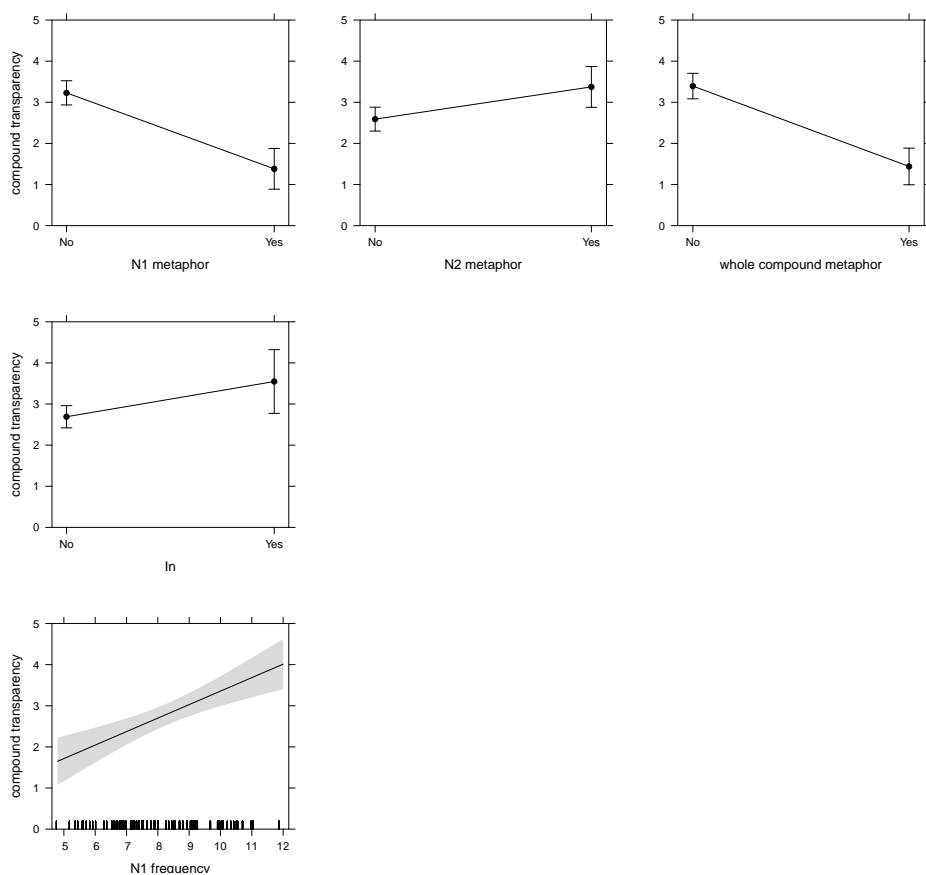 compound transparency
5
4
3
2
1
0
No
Yes
N1 metaphor
5
4
3
2
1
0
No
Yes
N2 metaphor
5
4
3
2
1
0
No
Yes
whole compound metaphor
compound transparency
5
4
3
2
1
0
No
Yes
In
compound transparency
5
4
3
2
1
0
5 6 7 8 9 10 11 12
N1 frequency